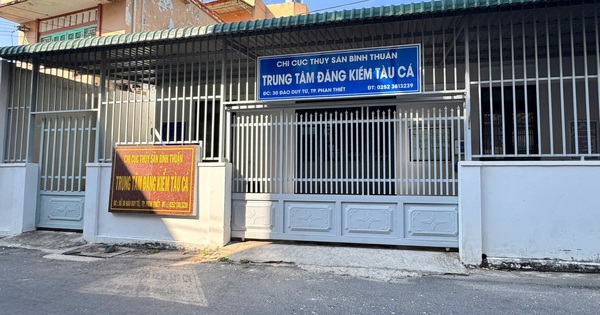 CHI CỤC THỦY SẢN BÌNH THUẬN
TRUNG TÂM ĐĂNG KIỂM TÀU CÁ
ĐC: 30 ĐÀO DUY TỪ, TP. PHAN THIẾT ĐT: 0252 3813239
CHI CỤC THỦY SẢN BÌNH THUẬN
TRUNG TÂM ĐĂNG KIỂM TÀU CÁ